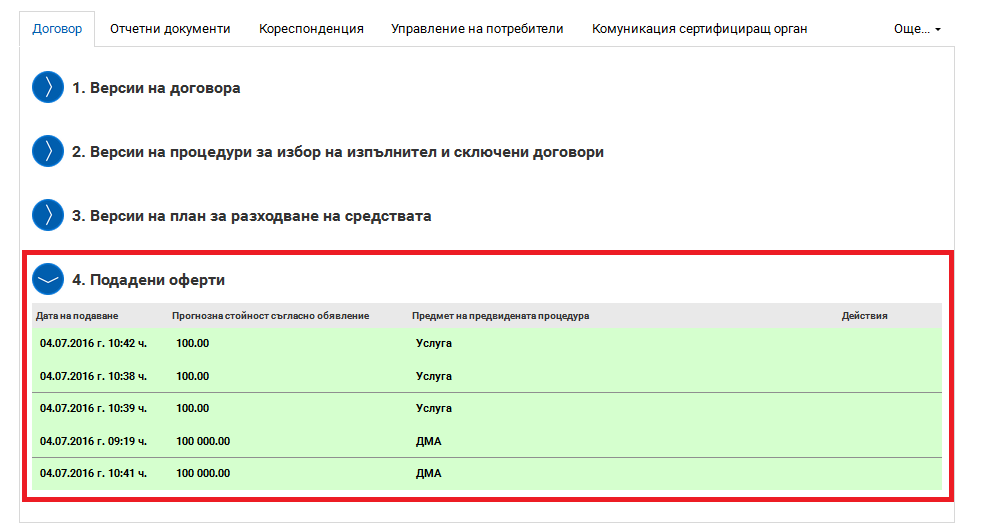 Договор Отчетни документи Кореспонденция Управление на потребители Комуникация сертифициращ орган Още...
1. Версии на договора
2. Версии на процедури за избор на изпълнител и сключени договори
3. Версии на план за разходване на средствата
4. Подадени оферти
Дата на подаване Прогнозна стойност съгласно обявление Предмет на предвидената процедура Действия
04.07.2016 г. 10:42 ч. 100.00 Услуга
04.07.2016 г. 10:38 ч. 100.00 Услуга
04.07.2016 г. 10:39 ч. 100.00 Услуга
04.07.2016 г. 09:19 ч. 100 000.00 ДМА
04.07.2016 г. 10:41 ч. 100 000.00 ДМА